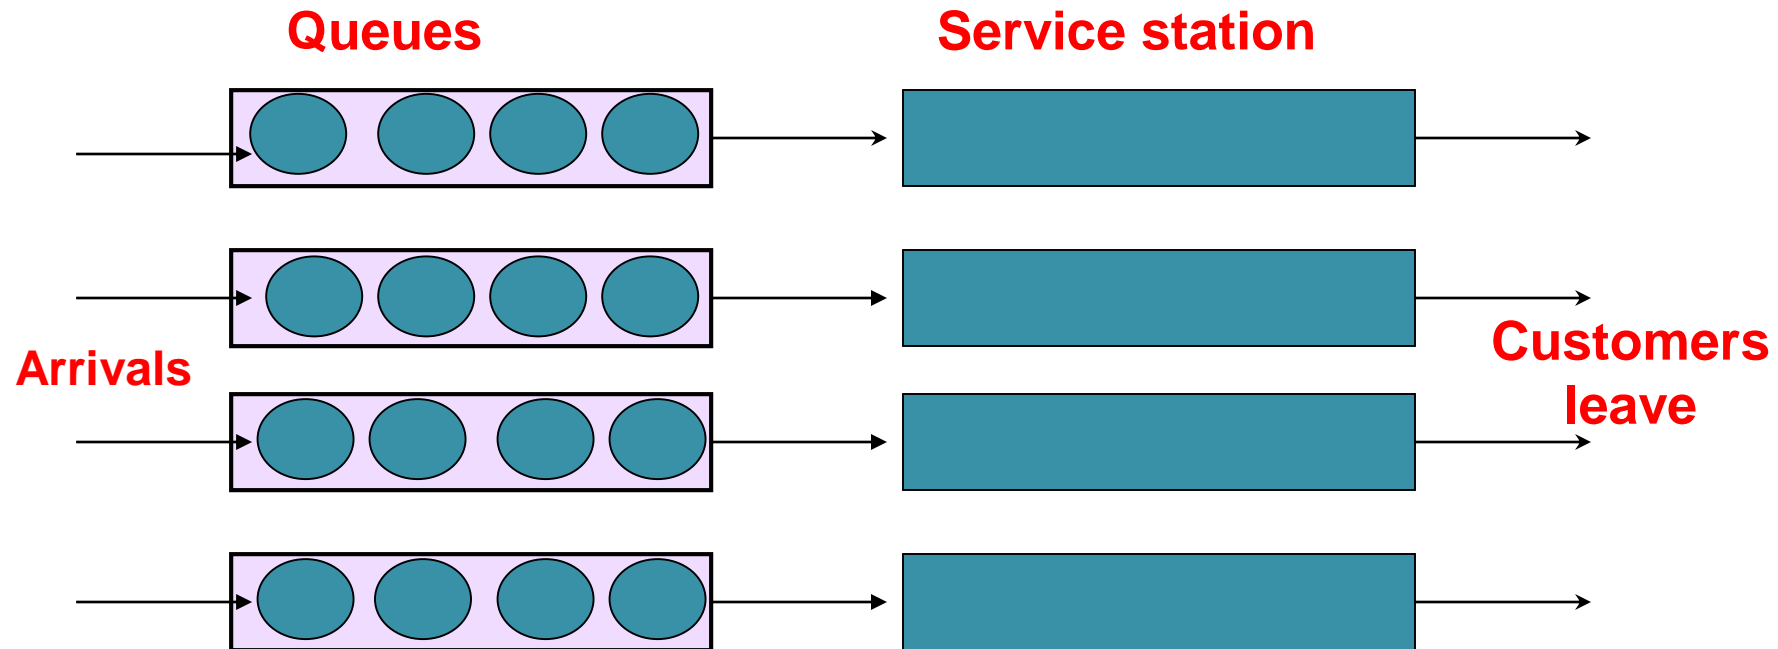 Queues
Service station
Arrivals
Customers
leave